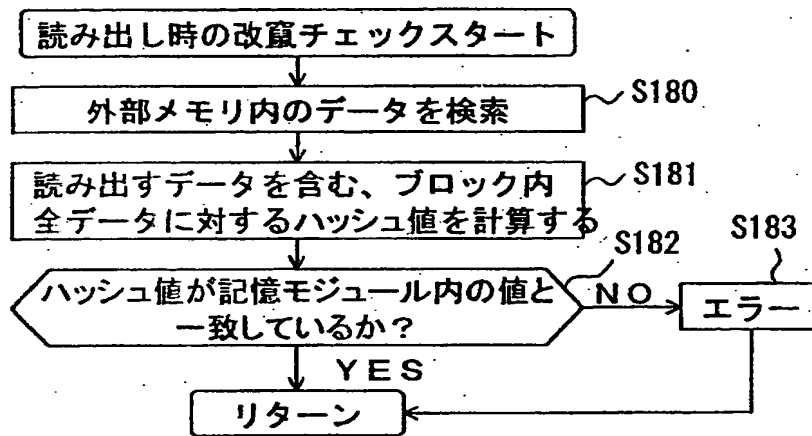 読み出し時の改竄チェックスタート
外部メモリ内のデータを検索
S180
読み出すデータを含む、ブロック内
全データに対するハッシュ値を計算する
S181
ハッシュ値が記憶モジュール内の値と
一致しているか?
S182
NO
S183
エラー
YES
リターン